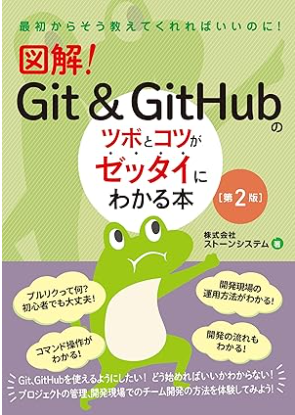 最初からそう教えてくれればいいのに!
図解!
Git & GitHubの
ツボとコツが
ゼッタイに
わかる本
[第2版]
株式会社
ストーンシステム 著
プルリクって何?
初心者でも大丈夫!
開発現場の
運用方法がわかる!
コマンド操作が
わかる!
開発の流れも
わかる!
Git、GitHubを使えるようにしたい! どう始めればいいかわからない!
プロジェクトの管理、開発現場でのチーム開発の方法を体験してみよう!